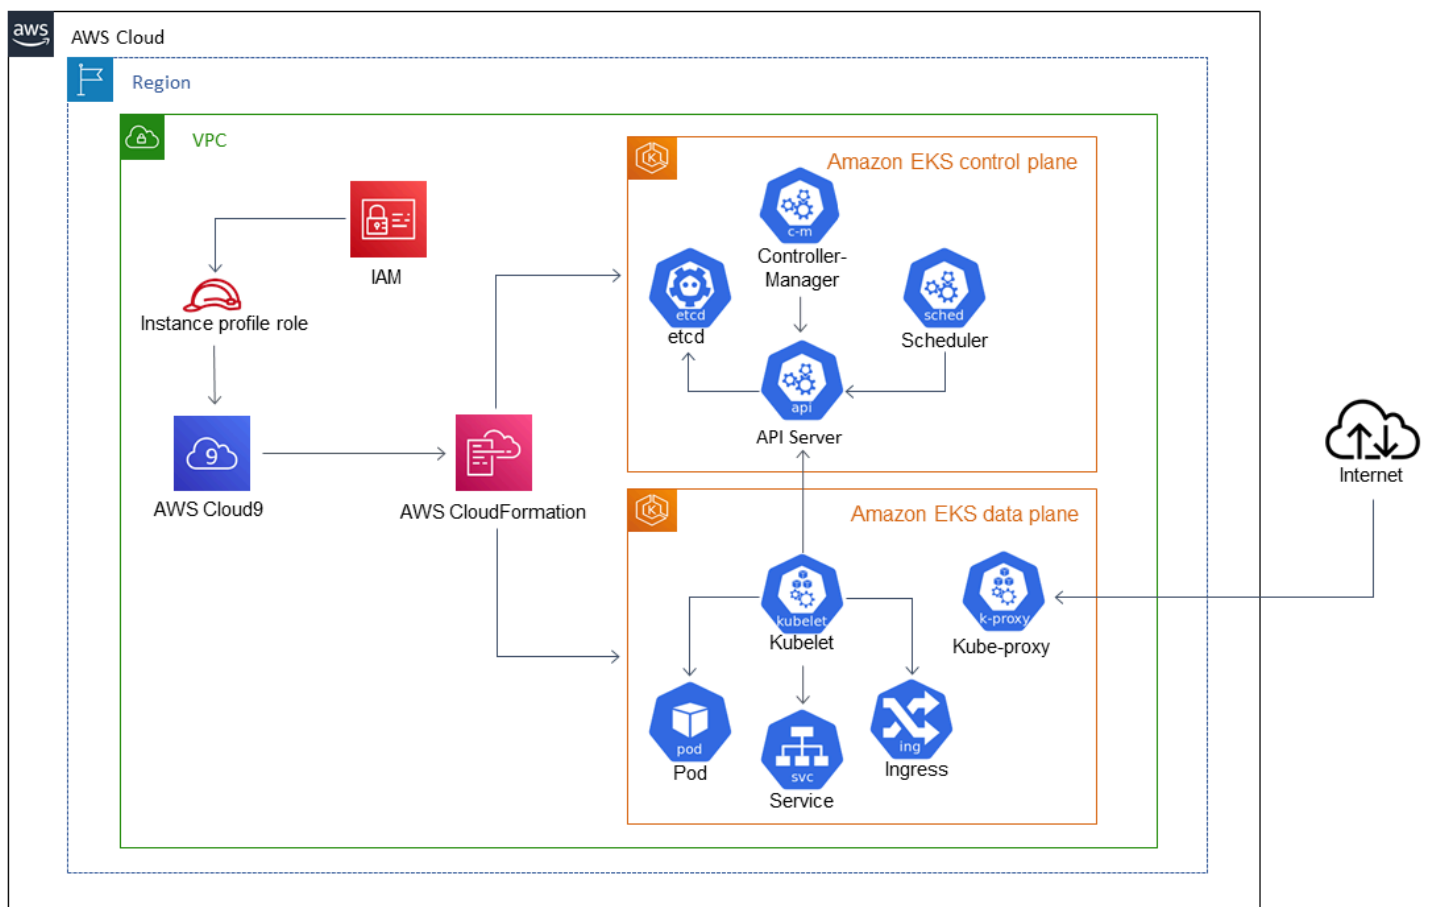 aws
AWS Cloud
Region
VPC
Amazon EKS control plane
c-m
Controller-
Manager
IAM
etcd
etcd
sched
Scheduler
Instance profile role
api
API Server
9
AWS Cloud9
AWS CloudFormation
Internet
Amazon EKS data plane
kubelet
Kubelet
k-proxy
Kube-proxy
pod
Pod
svc
Service
ing
Ingress